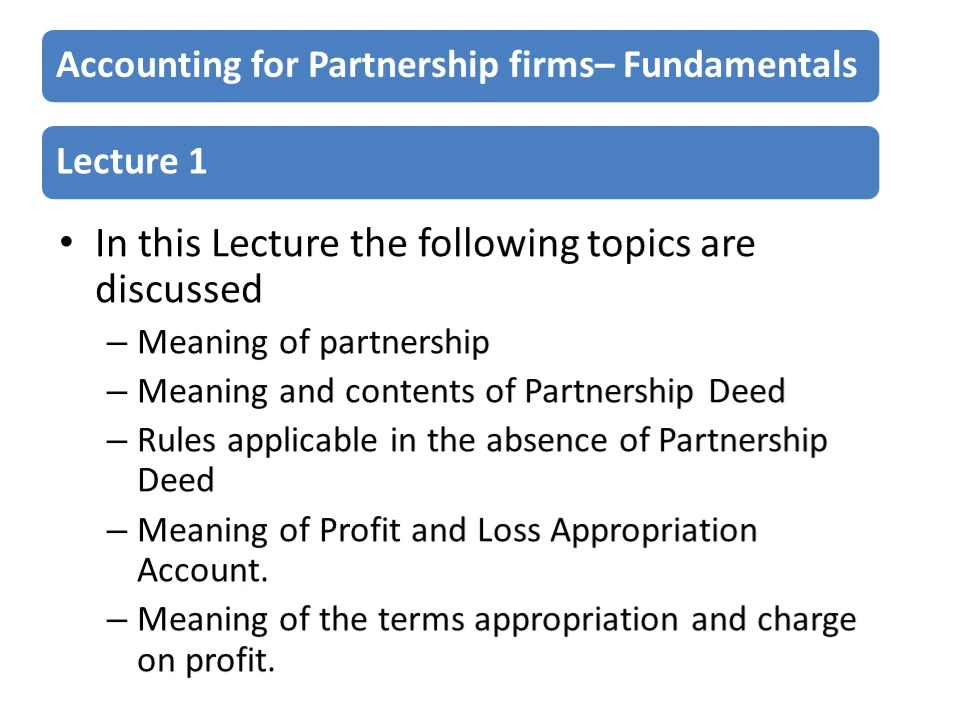 Accounting for Partnership firms– Fundamentals
Lecture 1
• In this Lecture the following topics are
discussed
– Meaning of partnership
– Meaning and contents of Partnership Deed
– Rules applicable in the absence of Partnership
Deed
– Meaning of Profit and Loss Appropriation
Account.
– Meaning of the terms appropriation and charge
on profit.